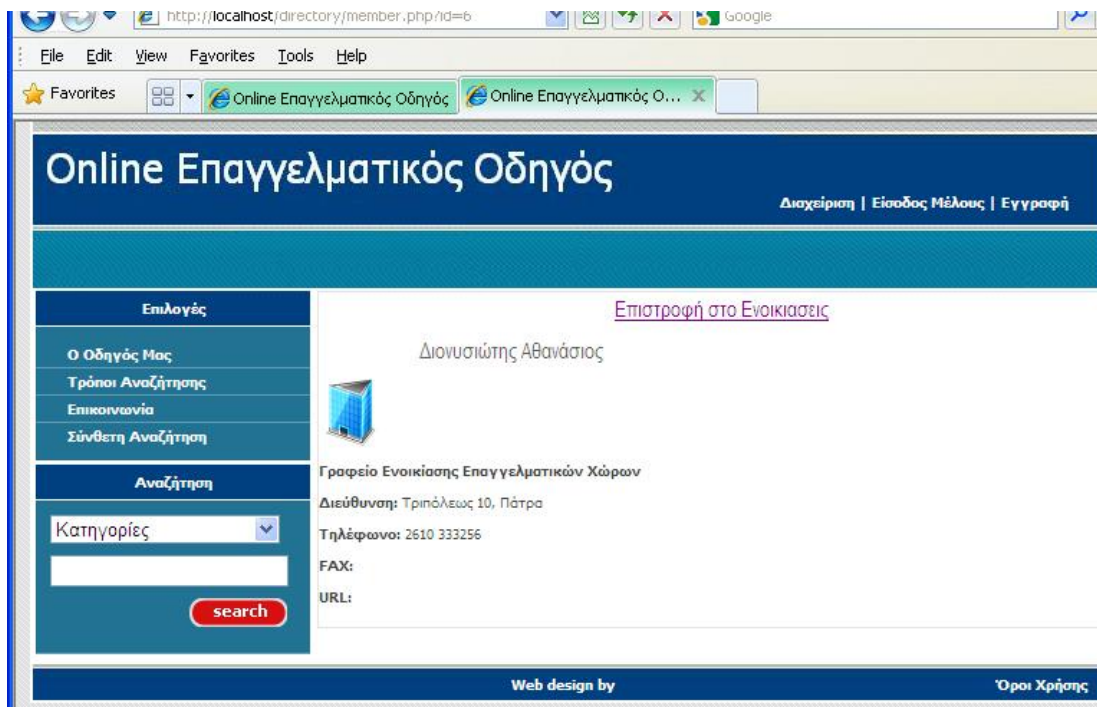 http://localhost/directory/member.php?id=6
Google
File Edit View Favorites Tools Help
Favorites
Online Επαγγελματικός Οδηγός
Online Επαγγελματικός Ο...
Online Επαγγελματικός Οδηγός
Διαχείριση | Είσοδος Μέλους | Εγγραφή
Επιλογές
Ο Οδηγός Μας
Τρόποι Αναζήτησης
Επικοινωνία
Σύνθετη Αναζήτηση
Αναζήτηση
Κατηγορίες
search
Επιστροφή στο Ενοικιασεις
Διονυσιώτης Αθανάσιος
Γραφείο Ενοικίασης Επαγγελματικών Χώρων
Διεύθυνση: Τριπόλεως 10, Πάτρα
Τηλέφωνο: 2610 333256
FAX:
URL:
Web design by
Όροι Χρήσης